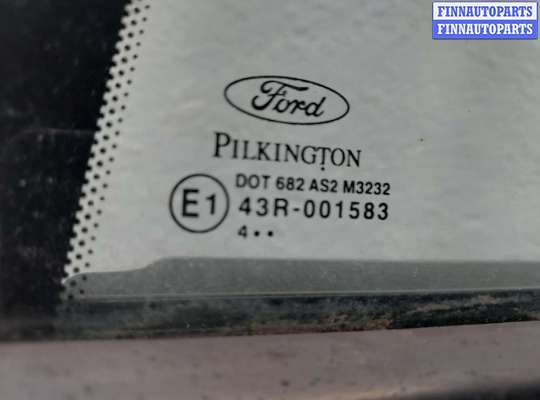 FINNAUTOPARTS
FINNAUTOPARTS
Ford
PILKINGTON
DOT 682 AS2 M3232
E1 43R-001583
4••